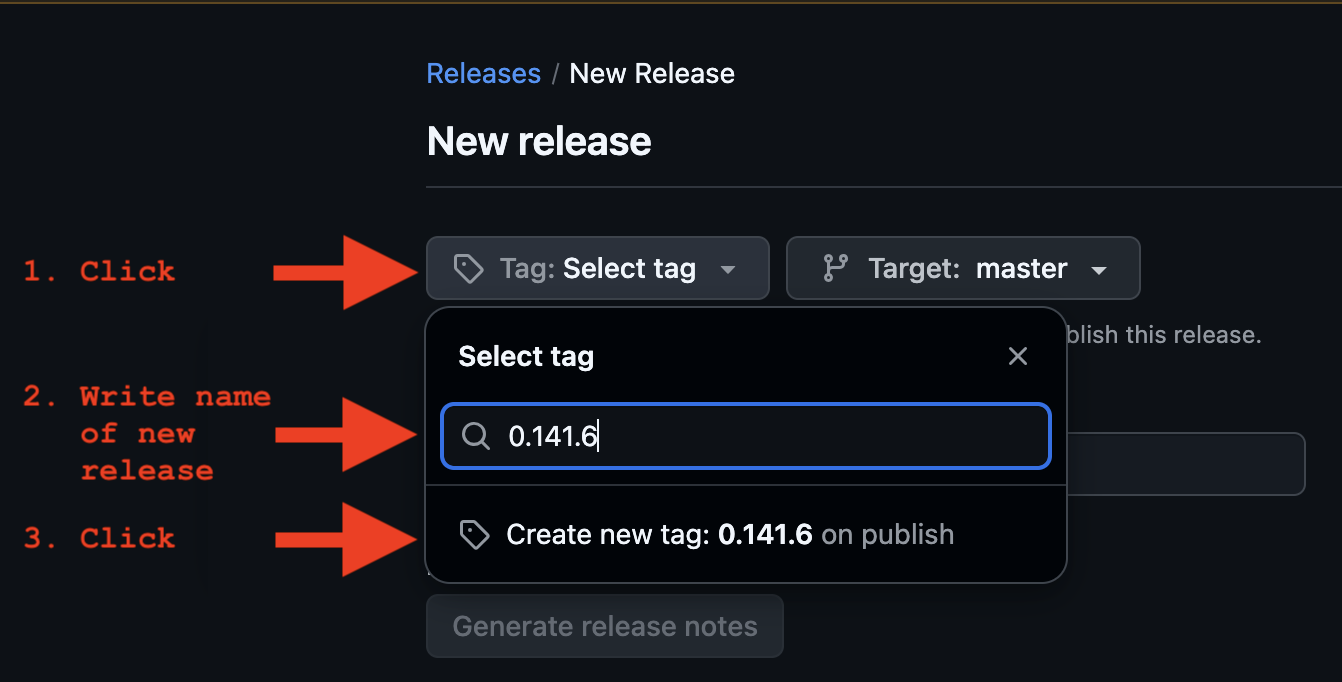 Releases / New Release
New release
1. Click
Tag: Select tag
Target: master
blish this release.
Select tag
2. Write name
of new
release
0.141.6
3. Click
Create new tag: 0.141.6 on publish
Generate release notes